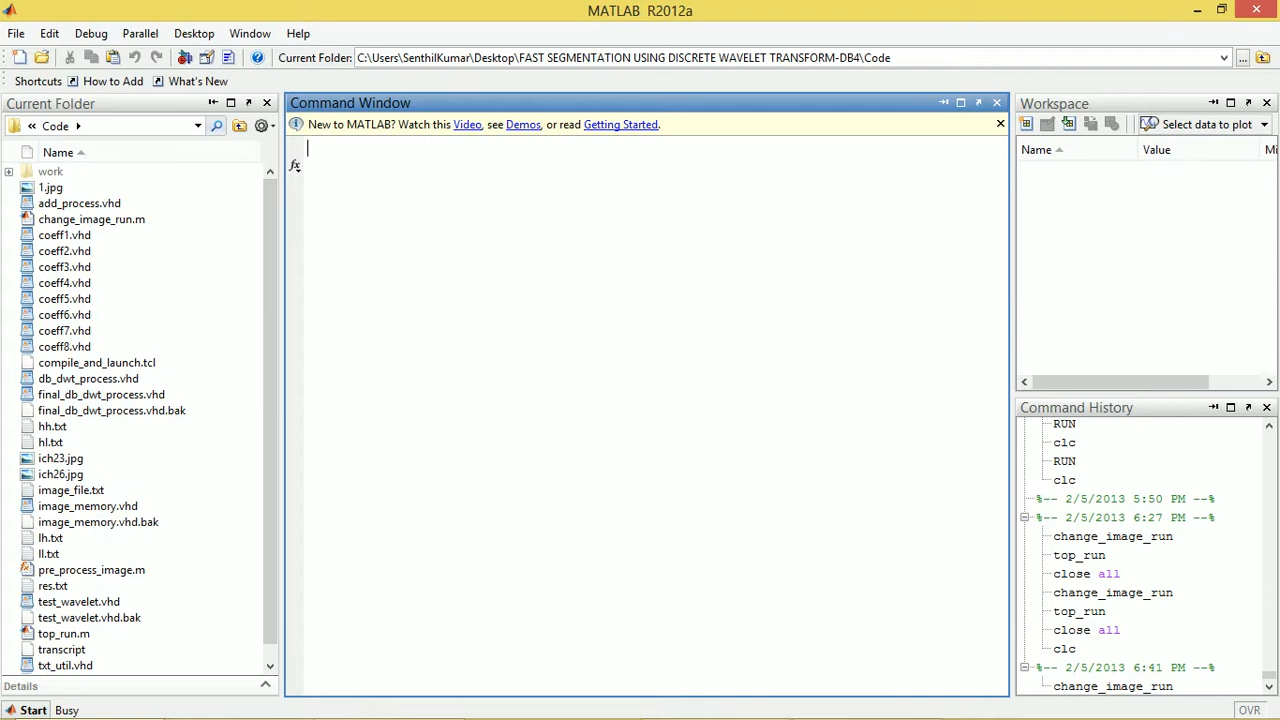 MATLAB R2012a
File Edit Debug Parallel Desktop Window Help
Current Folder: C:\Users\SenthilKumar\Desktop\FAST SEGMENTATION USING DISCRETE WAVELET TRANSFORM-DB4\Code
Shortcuts How to Add What's New
Current Folder
« Code
Name
work
1.jpg
add_process.vhd
change_image_run.m
coeff1.vhd
coeff2.vhd
coeff3.vhd
coeff4.vhd
coeff5.vhd
coeff6.vhd
coeff7.vhd
coeff8.vhd
compile_and_launch.tcl
db_dwt_process.vhd
final_db_dwt_process.vhd
final_db_dwt_process.vhd.bak
hh.txt
hl.txt
ich23.jpg
ich26.jpg
image_file.txt
image_memory.vhd
image_memory.vhd.bak
lh.txt
ll.txt
pre_process_image.m
res.txt
test_wavelet.vhd
test_wavelet.vhd.bak
top_run.m
transcript
txt_util.vhd
Details
Command Window
New to MATLAB? Watch this Video, see Demos, or read Getting Started.
fx
Workspace
Select data to plot
Name Value Mi
Command History
RUN
clc
RUN
clc
%-- 2/5/2013 5:50 PM --%
%-- 2/5/2013 6:27 PM --%
change_image_run
top_run
close all
change_image_run
top_run
close all
clc
%-- 2/5/2013 6:41 PM --%
change_image_run
Start Busy
OVR